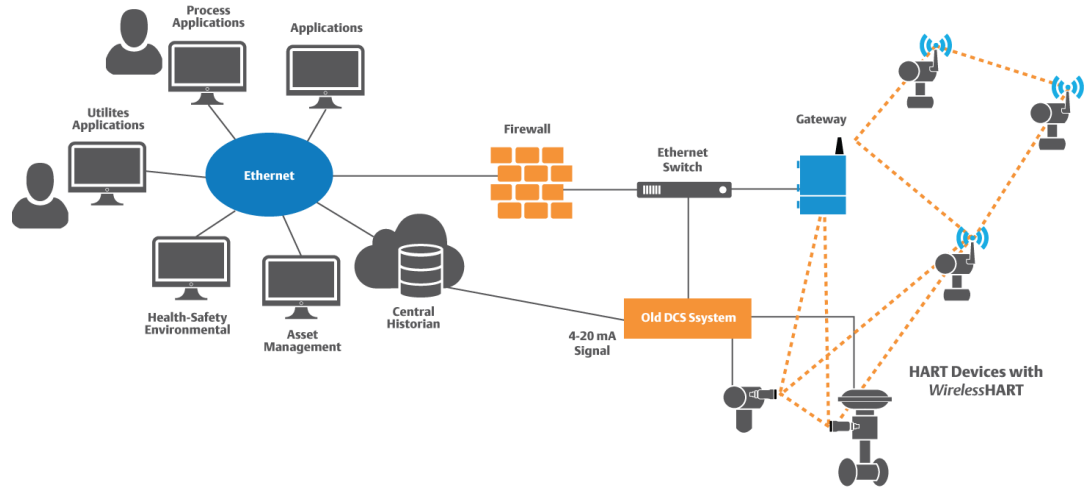 Process
Applications
Applications
Utilites
Applications
Ethernet
Firewall
Ethernet
Switch
Gateway
Health-Safety
Environmental
Asset
Management
Central
Historian
4-20 mA
Signal
Old DCS Ssystem
HART Devices with
WirelessHART